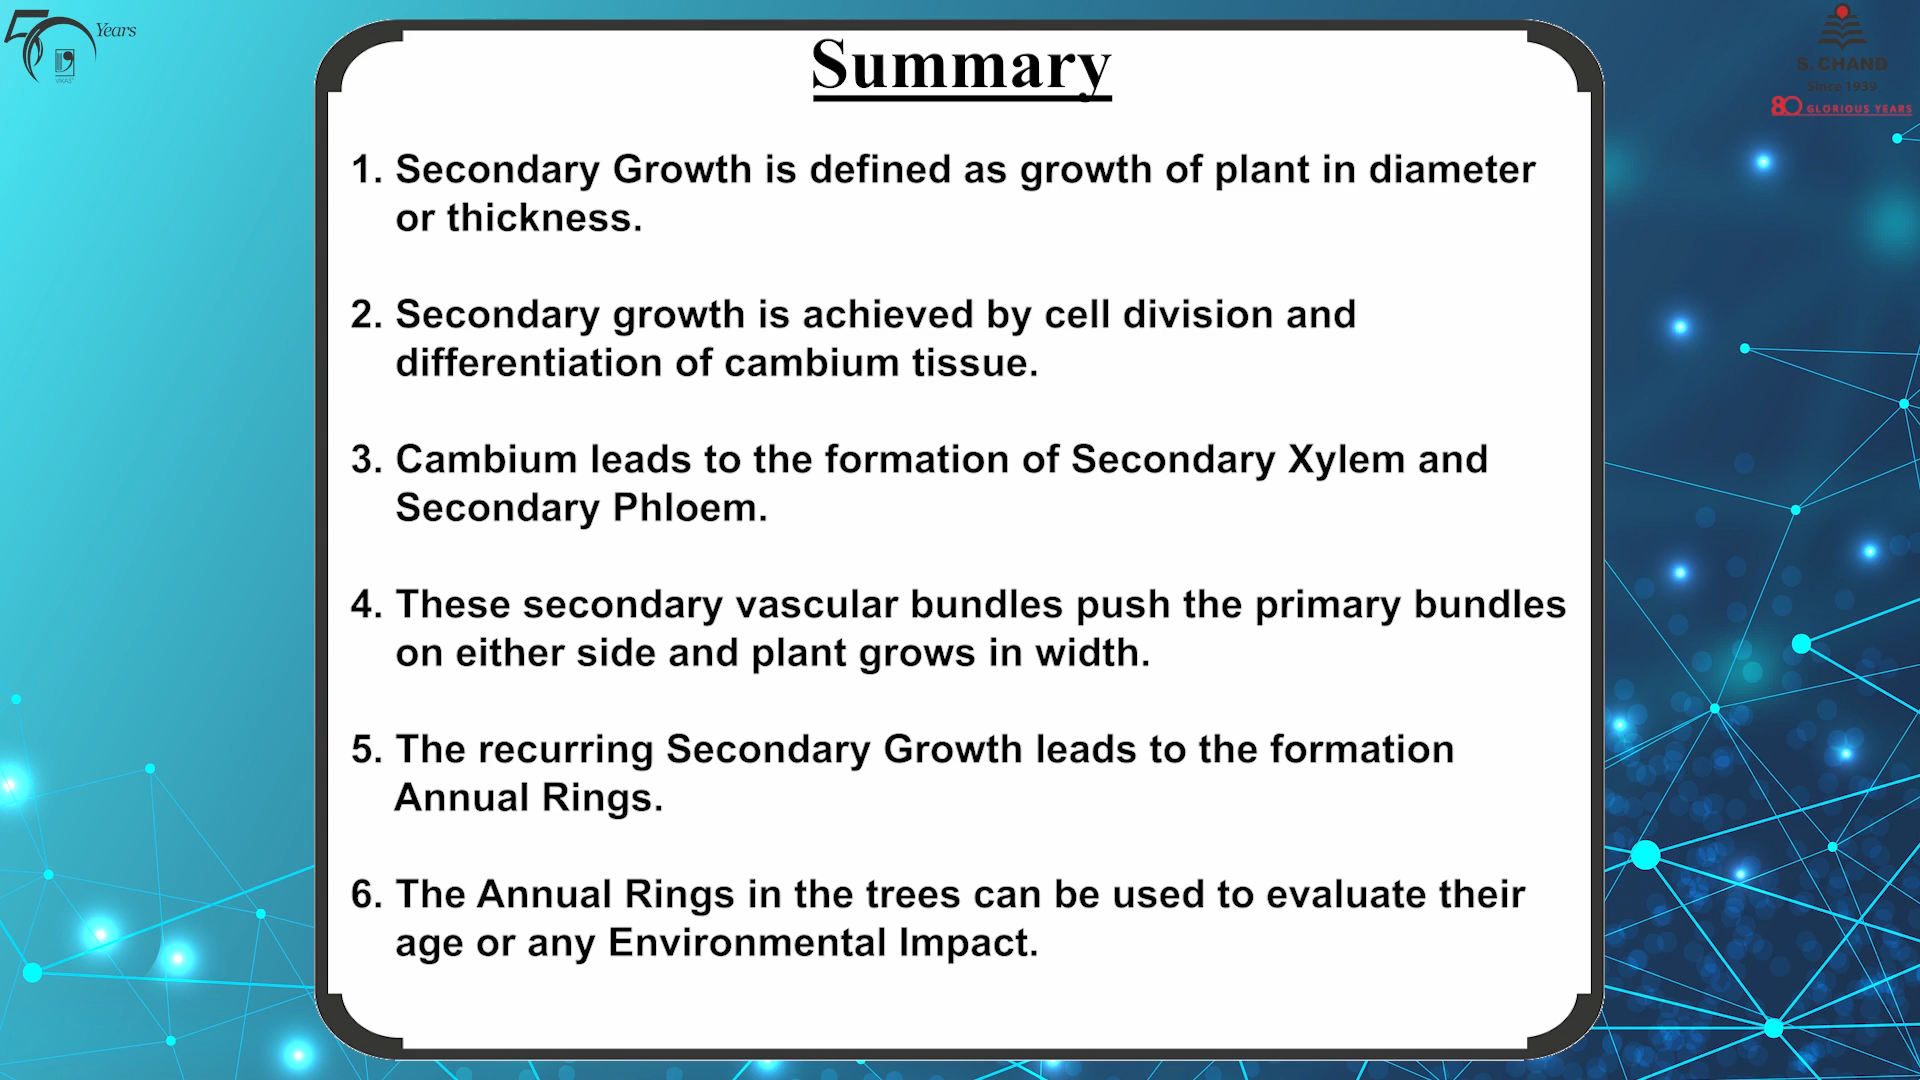 50 Years
VIKAS
S. CHAND
Since 1939
80 GLORIOUS YEARS
Summary
1. Secondary Growth is defined as growth of plant in diameter
or thickness.
2. Secondary growth is achieved by cell division and
differentiation of cambium tissue.
3. Cambium leads to the formation of Secondary Xylem and
Secondary Phloem.
4. These secondary vascular bundles push the primary bundles
on either side and plant grows in width.
5. The recurring Secondary Growth leads to the formation
Annual Rings.
6. The Annual Rings in the trees can be used to evaluate their
age or any Environmental Impact.